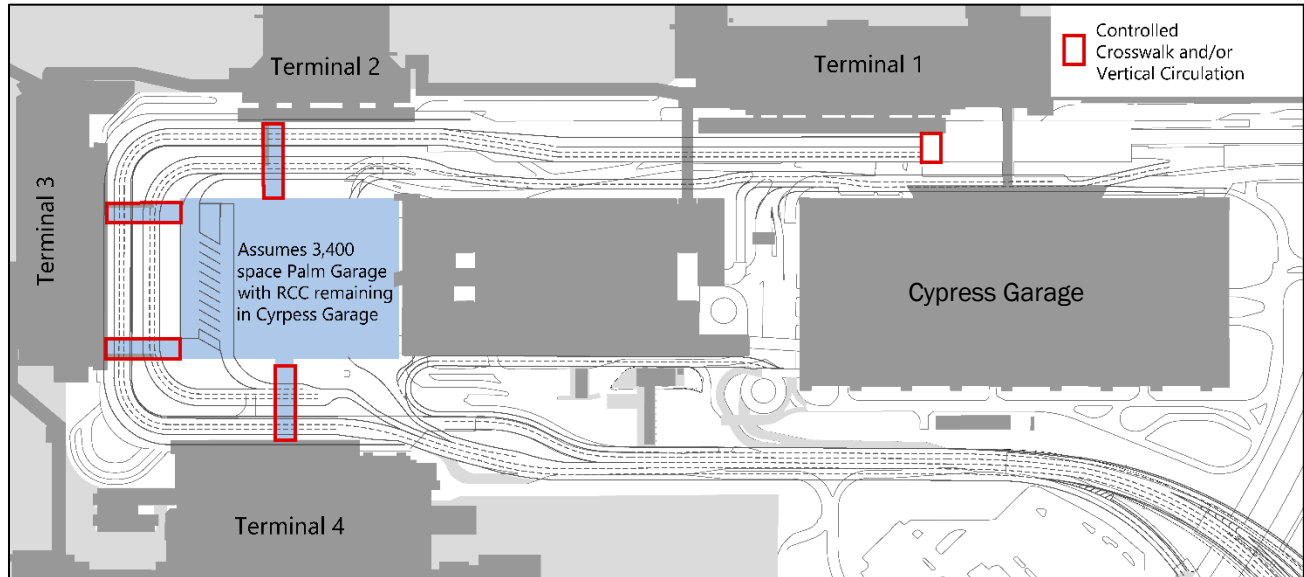 Terminal 2
Terminal 1
Controlled
Crosswalk and/or
Vertical Circulation
Terminal 3
Assumes 3,400
space Palm Garage
with RCC remaining
in Cyrpess Garage
Cypress Garage
Terminal 4